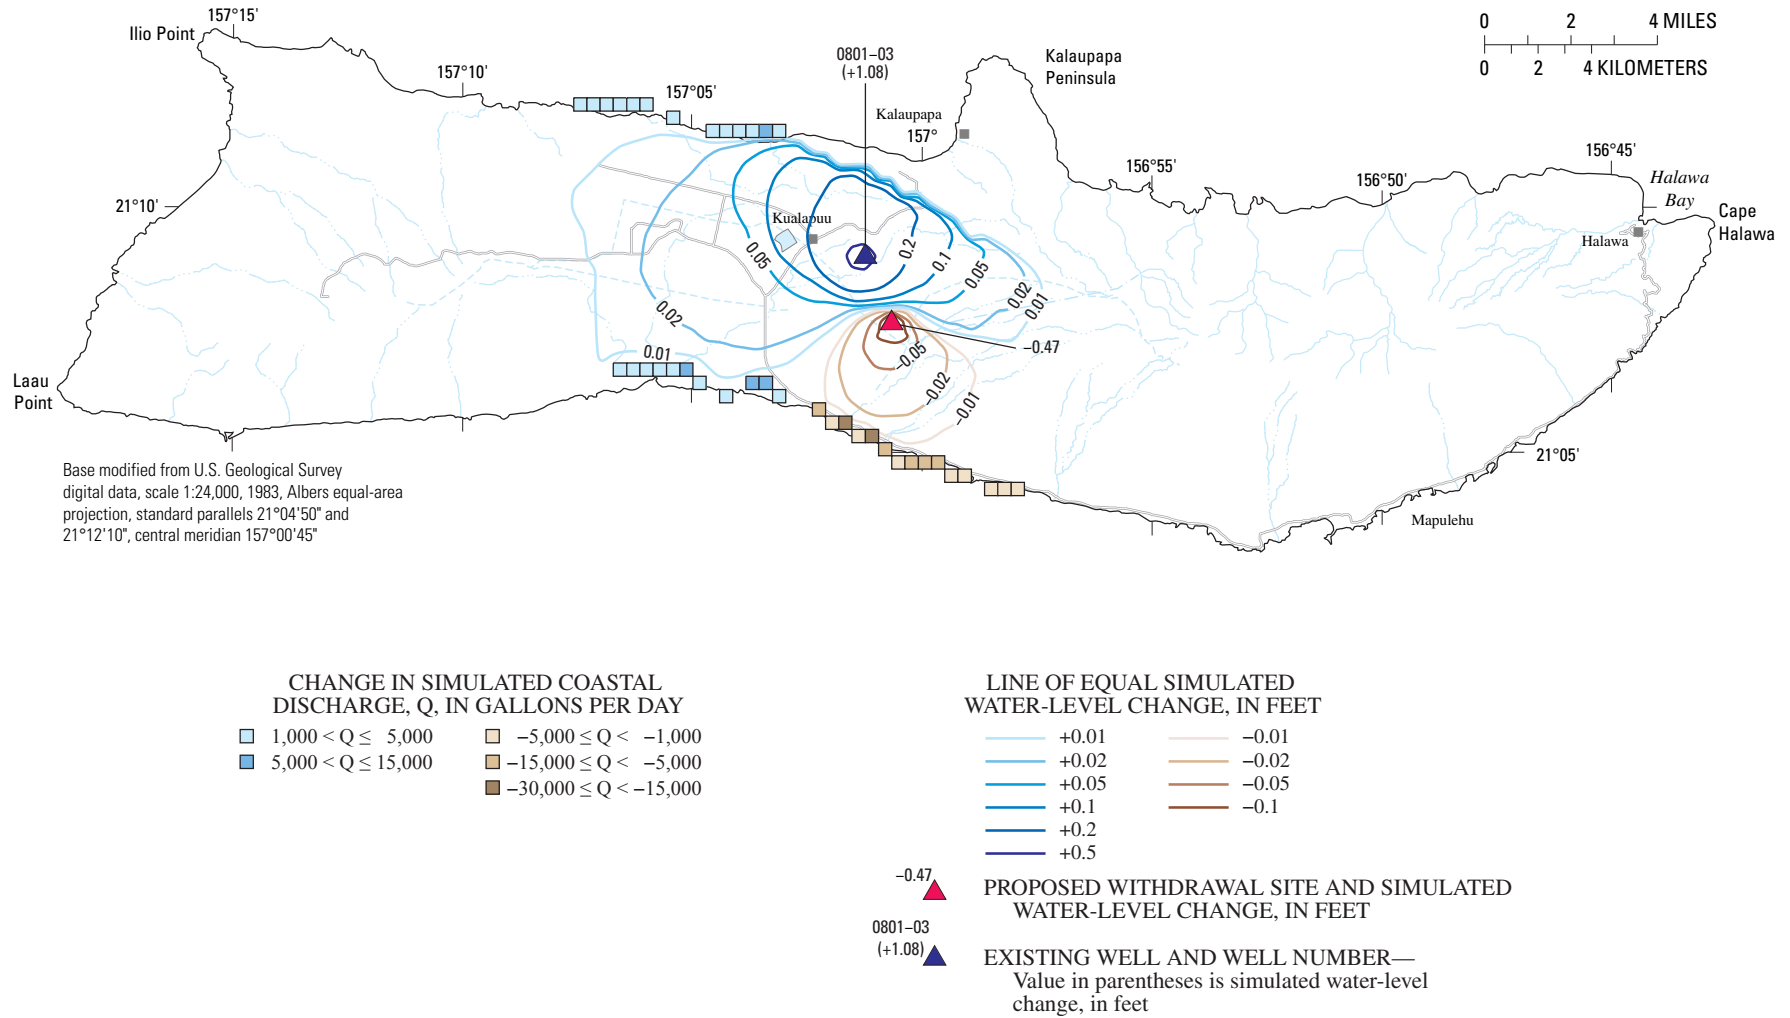 157°15'
Ilio Point
157°10'
157°05'
0801–03
(+1.08)
Kalaupapa
Peninsula
Kalaupapa
157°
0 2 4 MILES
0 2 4 KILOMETERS
156°55'
156°50'
156°45'
Halawa
Bay
Cape
Halawa
Halawa
21°10'
Kualapuu
0.2
0.1
0.05
0.05
0.02
0.01
0.02
0.01
–0.47
–0.05
–0.02
–0.01
Laau
Point
21°05'
Mapulehu
Base modified from U.S. Geological Survey
digital data, scale 1:24,000, 1983, Albers equal-area
projection, standard parallels 21°04'50" and
21°12'10", central meridian 157°00'45"
CHANGE IN SIMULATED COASTAL
DISCHARGE, Q, IN GALLONS PER DAY
1,000 < Q ≤ 5,000
5,000 < Q ≤ 15,000
−5,000 ≤ Q < −1,000
−15,000 ≤ Q < −5,000
−30,000 ≤ Q < −15,000
LINE OF EQUAL SIMULATED
WATER-LEVEL CHANGE, IN FEET
+0.01
+0.02
+0.05
+0.1
+0.2
+0.5
−0.01
−0.02
−0.05
−0.1
−0.47
PROPOSED WITHDRAWAL SITE AND SIMULATED
WATER-LEVEL CHANGE, IN FEET
0801–03
(+1.08)
EXISTING WELL AND WELL NUMBER—
Value in parentheses is simulated water-level
change, in feet